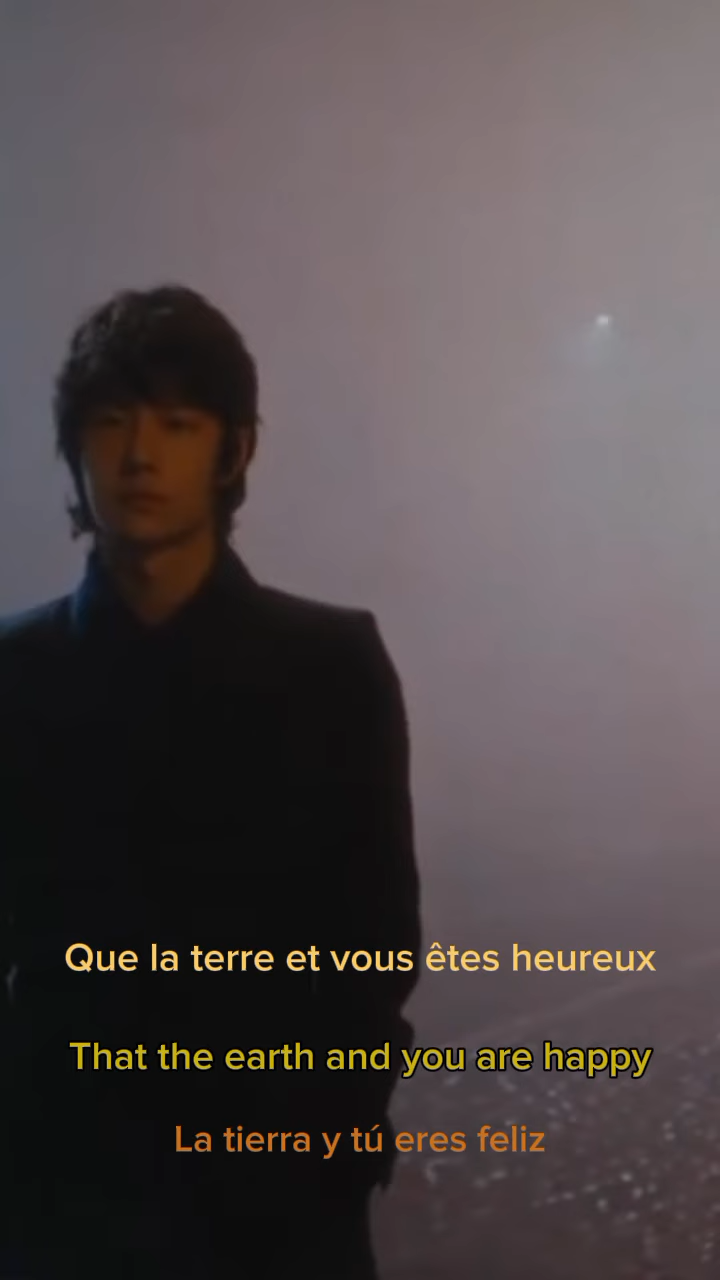 Que la terre et vous êtes heureux
That the earth and you are happy
La tierra y tú eres feliz